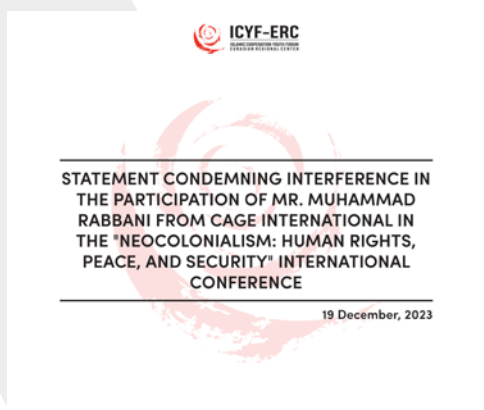 ICYF-ERC
ISLAMIC COOPERATION YOUTH FORUM
EURASIAN REGIONAL CENTER
STATEMENT CONDEMNING INTERFERENCE IN
THE PARTICIPATION OF MR. MUHAMMAD
RABBANI FROM CAGE INTERNATIONAL IN
THE "NEOCOLONIALISM: HUMAN RIGHTS,
PEACE, AND SECURITY" INTERNATIONAL
CONFERENCE
19 December, 2023